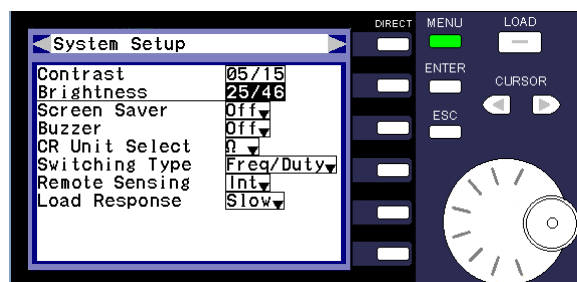 DIRECT MENU LOAD
System Setup
ENTER
CURSOR
Contrast 05/15
Brightness 25/46
ESC
Screen Saver Off
Buzzer Off
CR Unit Select Ω
Switching Type Freq/Duty
Remote Sensing Int
Load Response Slow